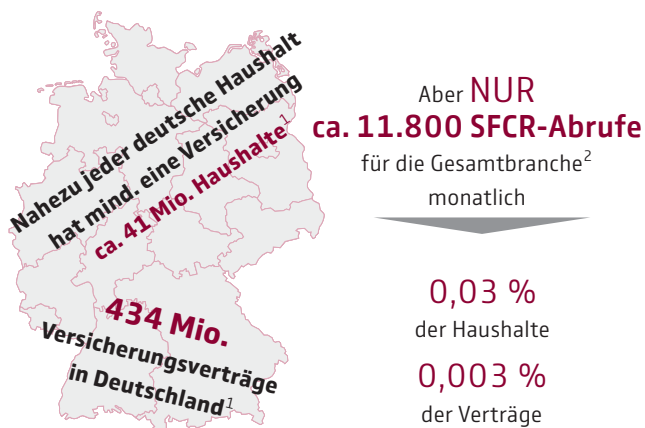 Nahezu jeder deutsche Haushalt
hat mind. eine Versicherung
ca. 41 Mio. Haushalte¹
434 Mio.
Versicherungsverträge
in Deutschland¹
Aber NUR
ca. 11.800 SFCR-Abrufe
für die Gesamtbranche²
monatlich
0,03 %
der Haushalte
0,003 %
der Verträge